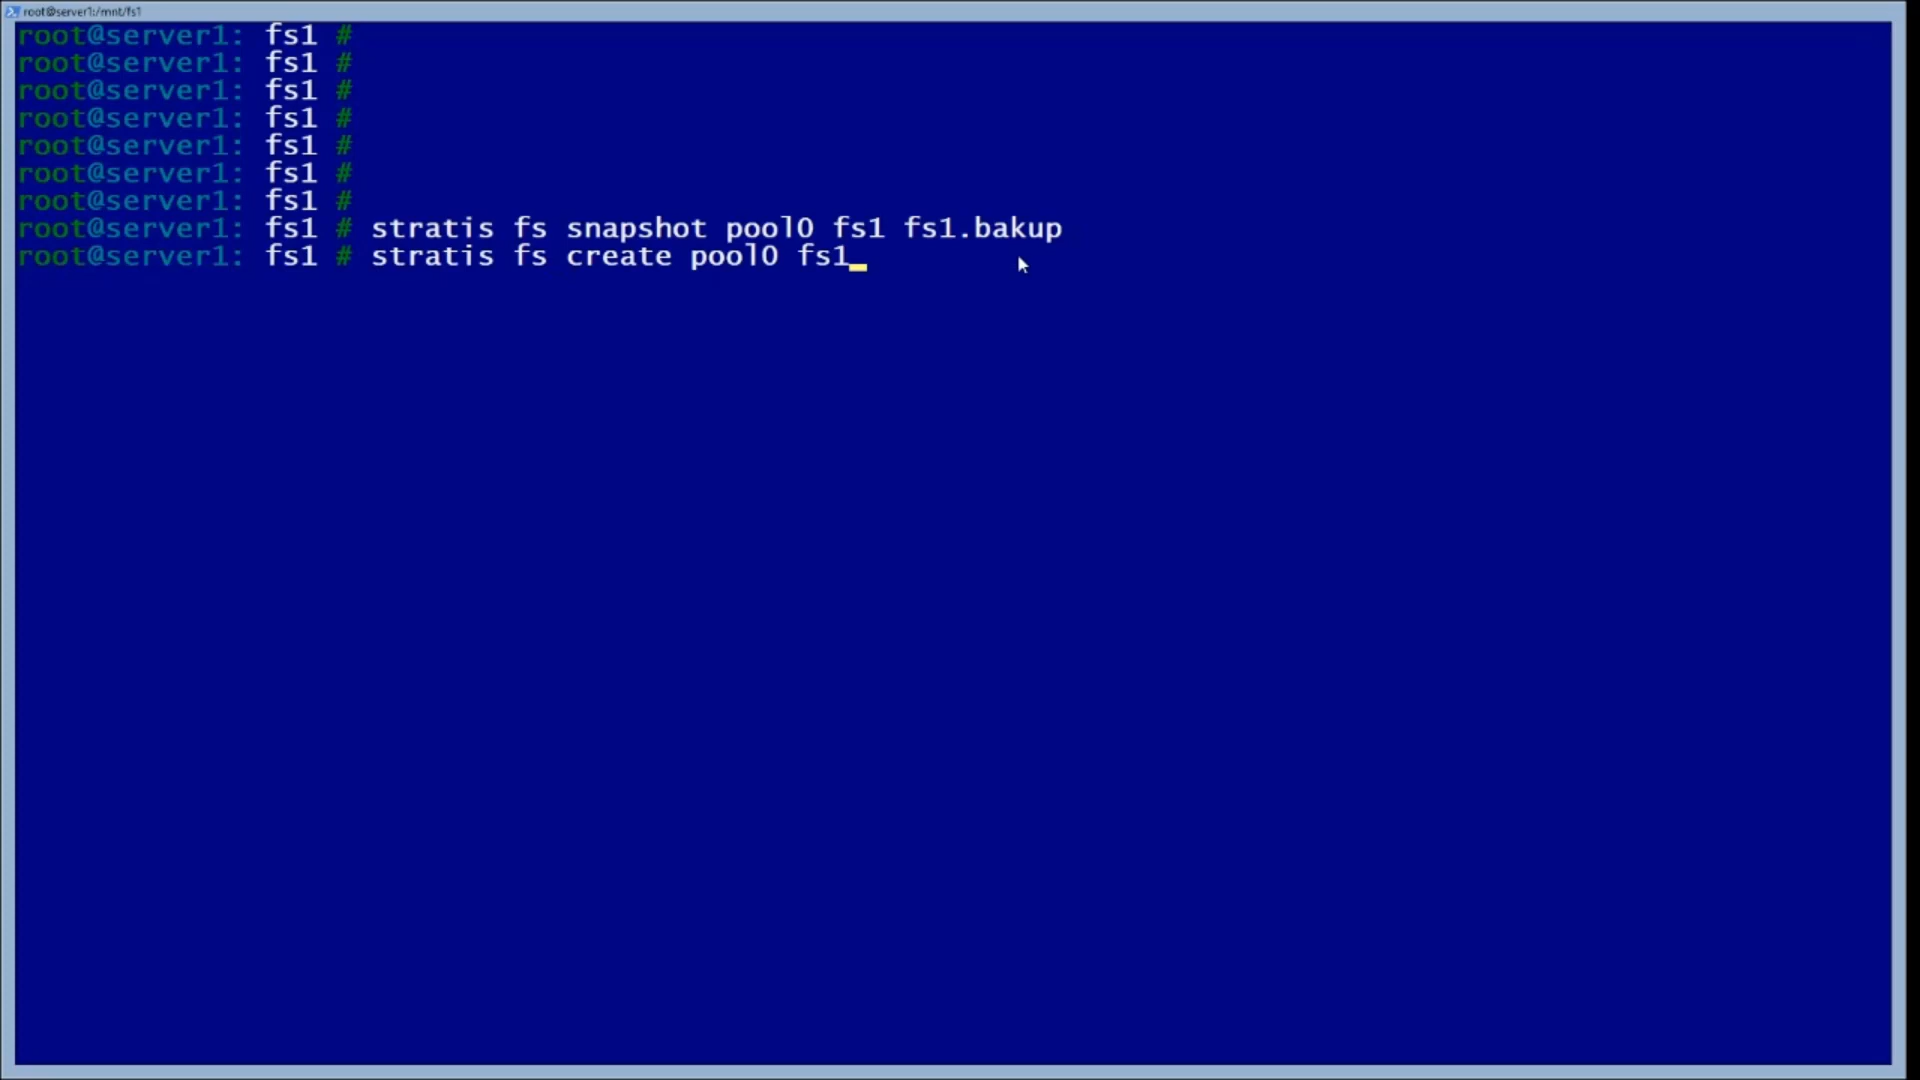 root@server1:/mnt/fs1
root@server1: fs1 #
root@server1: fs1 #
root@server1: fs1 #
root@server1: fs1 #
root@server1: fs1 #
root@server1: fs1 #
root@server1: fs1 #
root@server1: fs1 # stratis fs snapshot pool0 fs1 fs1.bakup
root@server1: fs1 # stratis fs create pool0 fs1